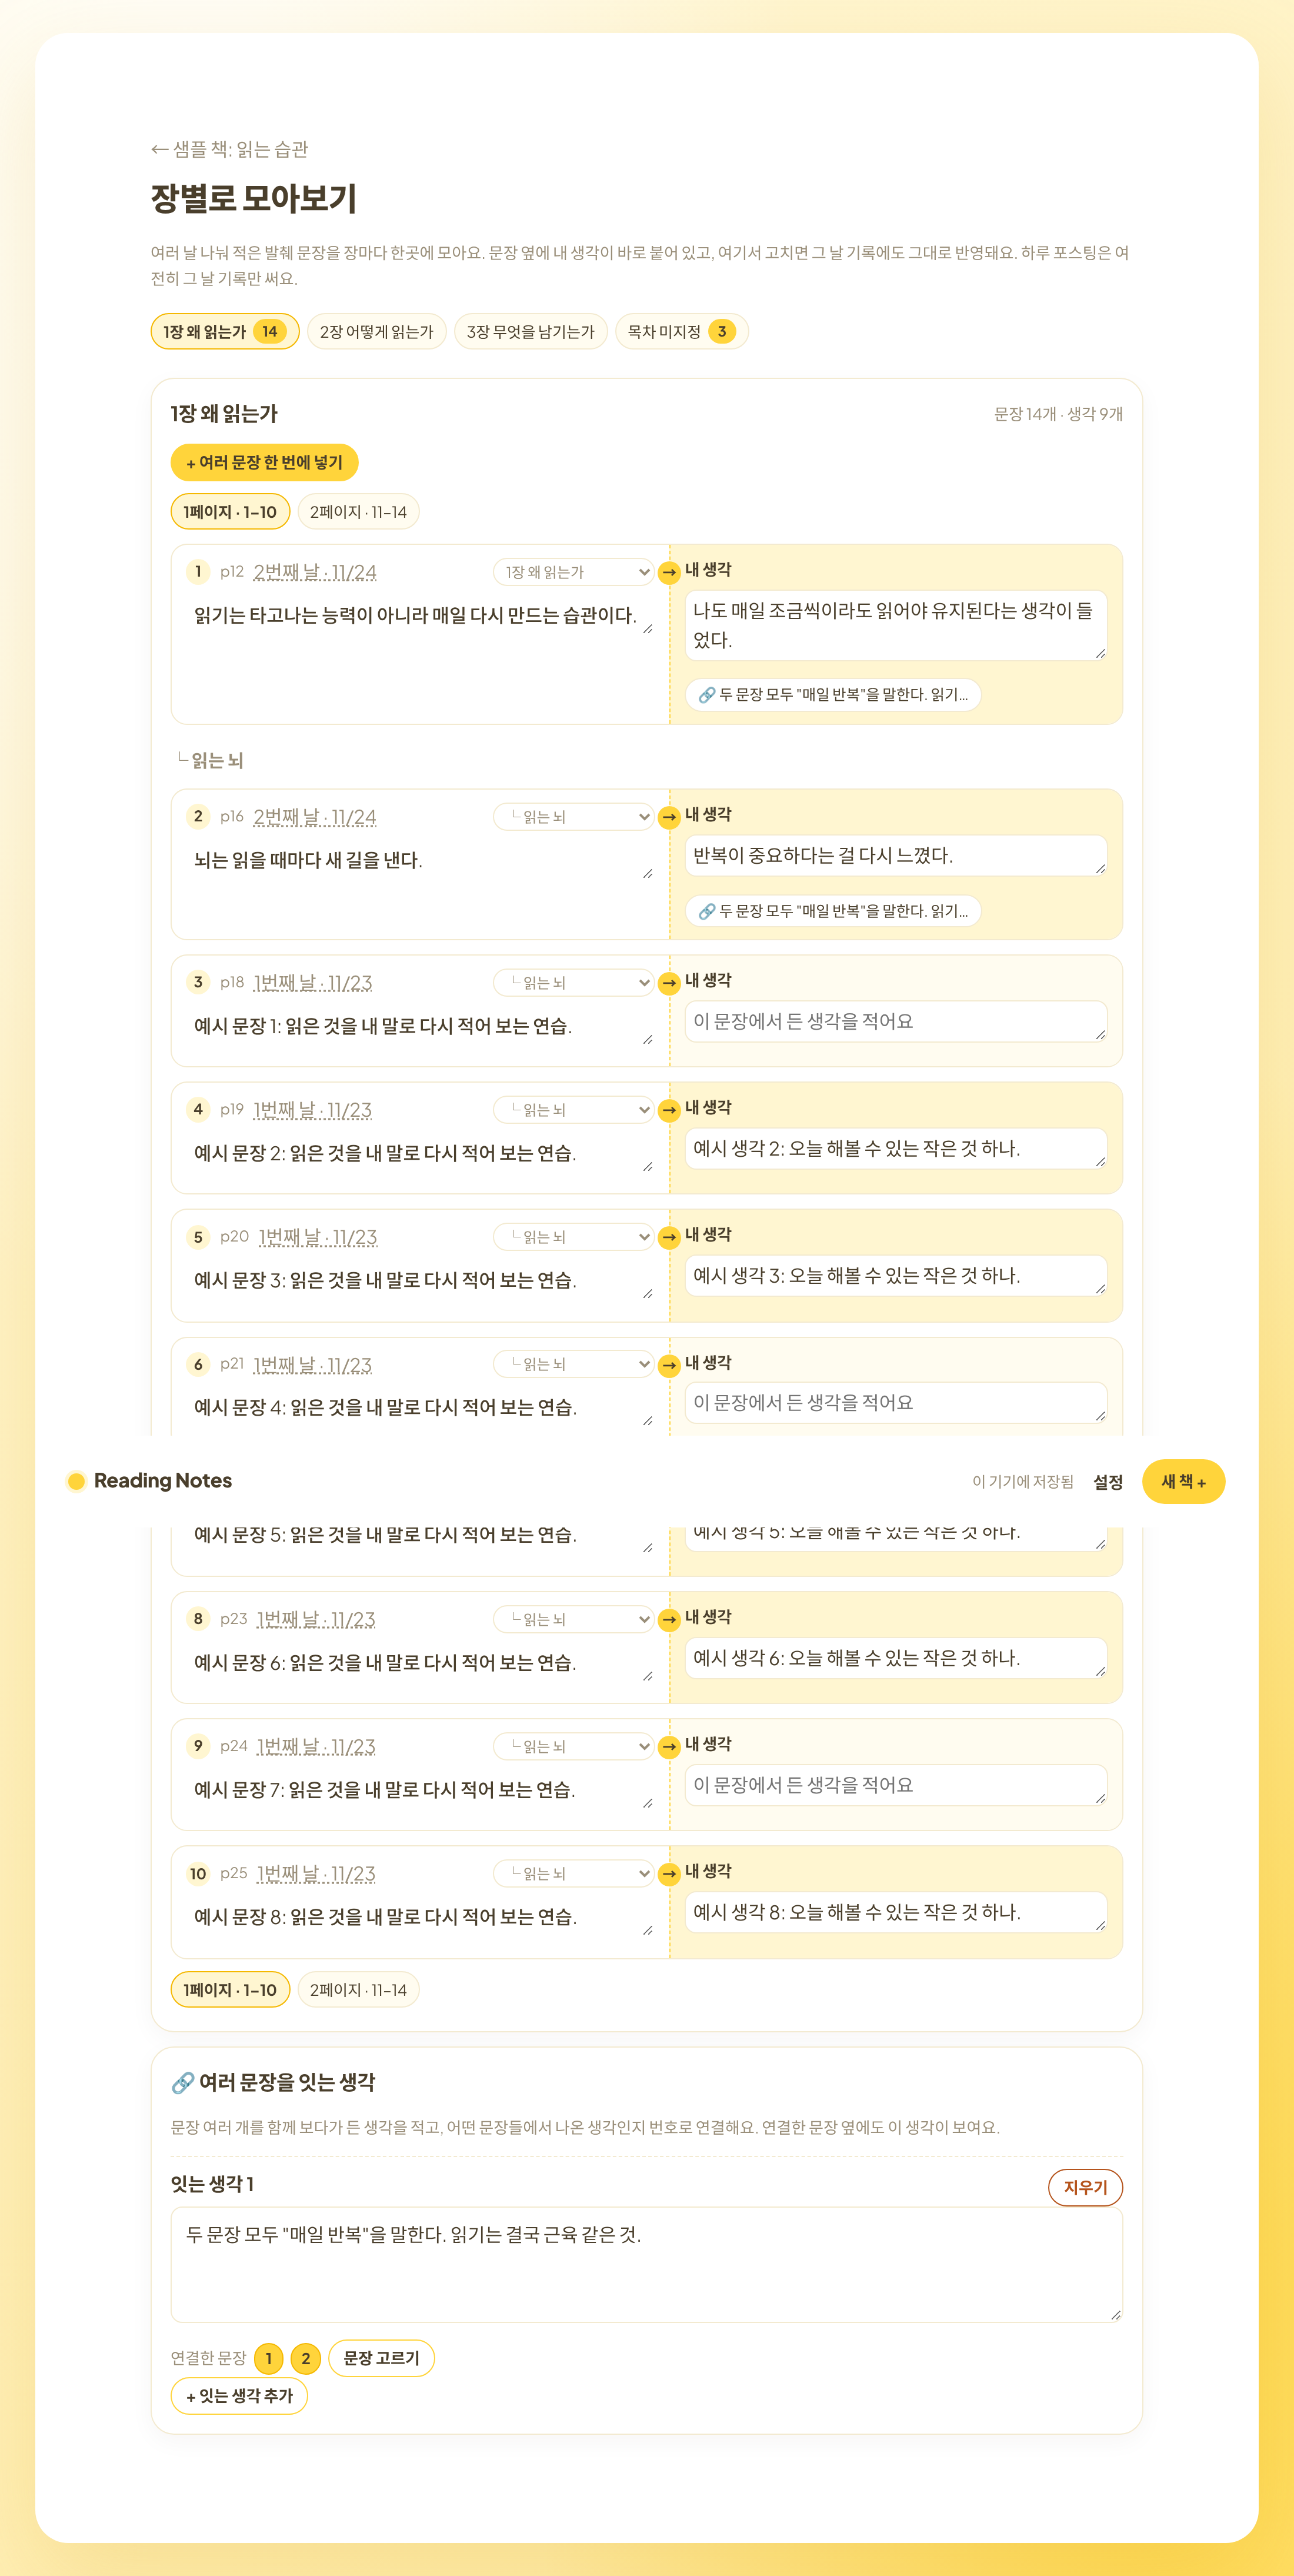 ← 샘플 책: 읽는 습관
장별로 모아보기
여러 날 나눠 적은 발췌 문장을 장마다 한곳에 모아요. 문장 옆에 내 생각이 바로 붙어 있고, 여기서 고치면 그 날 기록에도 그대로 반영돼요. 하루 포스팅은 여
전히 그 날 기록만 써요.
1장 왜 읽는가 14 2장 어떻게 읽는가 3장 무엇을 남기는가 목차 미지정 3
1장 왜 읽는가 문장 14개 · 생각 9개
+ 여러 문장 한 번에 넣기
1페이지 · 1–10 2페이지 · 11–14
1 p12 2번째 날 · 11/24 1장 왜 읽는가 → 내 생각
읽기는 타고나는 능력이 아니라 매일 다시 만드는 습관이다.
나도 매일 조금씩이라도 읽어야 유지된다는 생각이 들
었다.
🔗 두 문장 모두 "매일 반복"을 말한다. 읽기…
└ 읽는 뇌
2 p16 2번째 날 · 11/24 └ 읽는 뇌 → 내 생각
뇌는 읽을 때마다 새 길을 낸다.
반복이 중요하다는 걸 다시 느꼈다.
🔗 두 문장 모두 "매일 반복"을 말한다. 읽기…
3 p18 1번째 날 · 11/23 └ 읽는 뇌 → 내 생각
예시 문장 1: 읽은 것을 내 말로 다시 적어 보는 연습.
이 문장에서 든 생각을 적어요
4 p19 1번째 날 · 11/23 └ 읽는 뇌 → 내 생각
예시 문장 2: 읽은 것을 내 말로 다시 적어 보는 연습.
예시 생각 2: 오늘 해볼 수 있는 작은 것 하나.
5 p20 1번째 날 · 11/23 └ 읽는 뇌 → 내 생각
예시 문장 3: 읽은 것을 내 말로 다시 적어 보는 연습.
예시 생각 3: 오늘 해볼 수 있는 작은 것 하나.
6 p21 1번째 날 · 11/23 └ 읽는 뇌 → 내 생각
예시 문장 4: 읽은 것을 내 말로 다시 적어 보는 연습.
이 문장에서 든 생각을 적어요
Reading Notes 이 기기에 저장됨 설정 새 책 +
예시 문장 5: 읽은 것을 내 말로 다시 적어 보는 연습.
예시 생각 5: 오늘 해볼 수 있는 작은 것 하나.
8 p23 1번째 날 · 11/23 └ 읽는 뇌 → 내 생각
예시 문장 6: 읽은 것을 내 말로 다시 적어 보는 연습.
예시 생각 6: 오늘 해볼 수 있는 작은 것 하나.
9 p24 1번째 날 · 11/23 └ 읽는 뇌 → 내 생각
예시 문장 7: 읽은 것을 내 말로 다시 적어 보는 연습.
이 문장에서 든 생각을 적어요
10 p25 1번째 날 · 11/23 └ 읽는 뇌 → 내 생각
예시 문장 8: 읽은 것을 내 말로 다시 적어 보는 연습.
예시 생각 8: 오늘 해볼 수 있는 작은 것 하나.
1페이지 · 1–10 2페이지 · 11–14
🔗 여러 문장을 잇는 생각
문장 여러 개를 함께 보다가 든 생각을 적고, 어떤 문장들에서 나온 생각인지 번호로 연결해요. 연결한 문장 옆에도 이 생각이 보여요.
잇는 생각 1 지우기
두 문장 모두 "매일 반복"을 말한다. 읽기는 결국 근육 같은 것.
연결한 문장 1 2 문장 고르기
+ 잇는 생각 추가